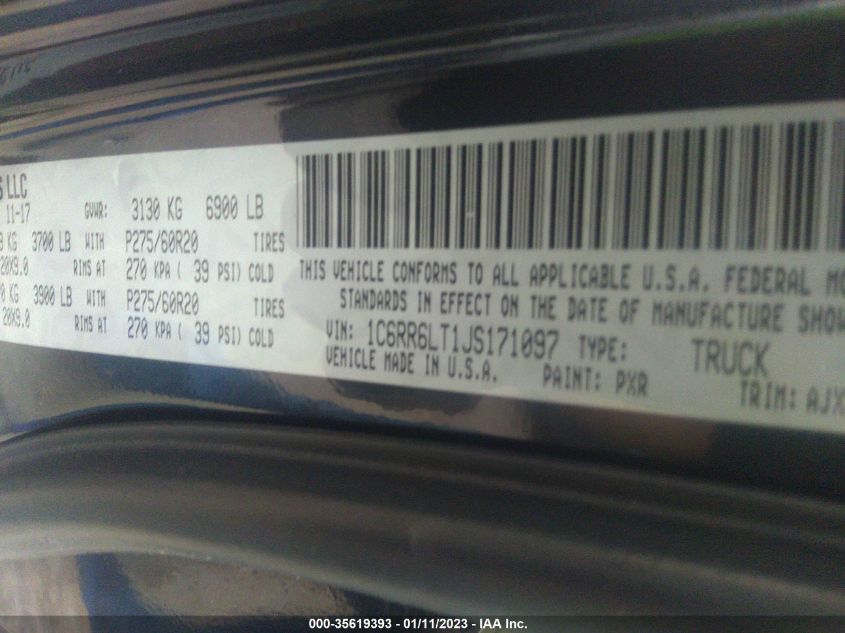 S LLC
11-17 GVWR: 3130 KG 6900 LB
KG 3700 LB WITH P275/60R20 TIRES
20X9.0 RIMS AT 270 KPA ( 39 PSI) COLD
KG 3900 LB WITH P275/60R20 TIRES
20X9.0 RIMS AT 270 KPA ( 39 PSI) COLD
THIS VEHICLE CONFORMS TO ALL APPLICABLE U.S.A. FEDERAL MO
STANDARDS IN EFFECT ON THE DATE OF MANUFACTURE SHOW
VIN: 1C6RR6LT1JS171097 TYPE: TRUCK
VEHICLE MADE IN U.S.A. PAINT: PXR TRIM: AJX
000-35619393 - 01/11/2023 - IAA Inc.